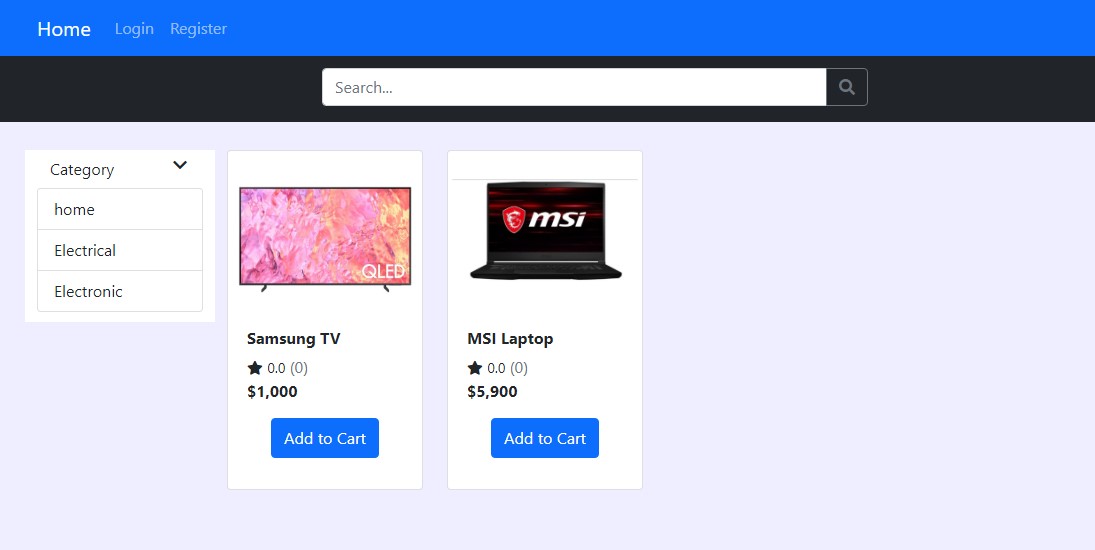 Home Login Register
Search...
Category
home
Electrical
Electronic
QLED
Samsung TV
0.0 (0)
$1,000
Add to Cart
msi
MSI Laptop
0.0 (0)
$5,900
Add to Cart